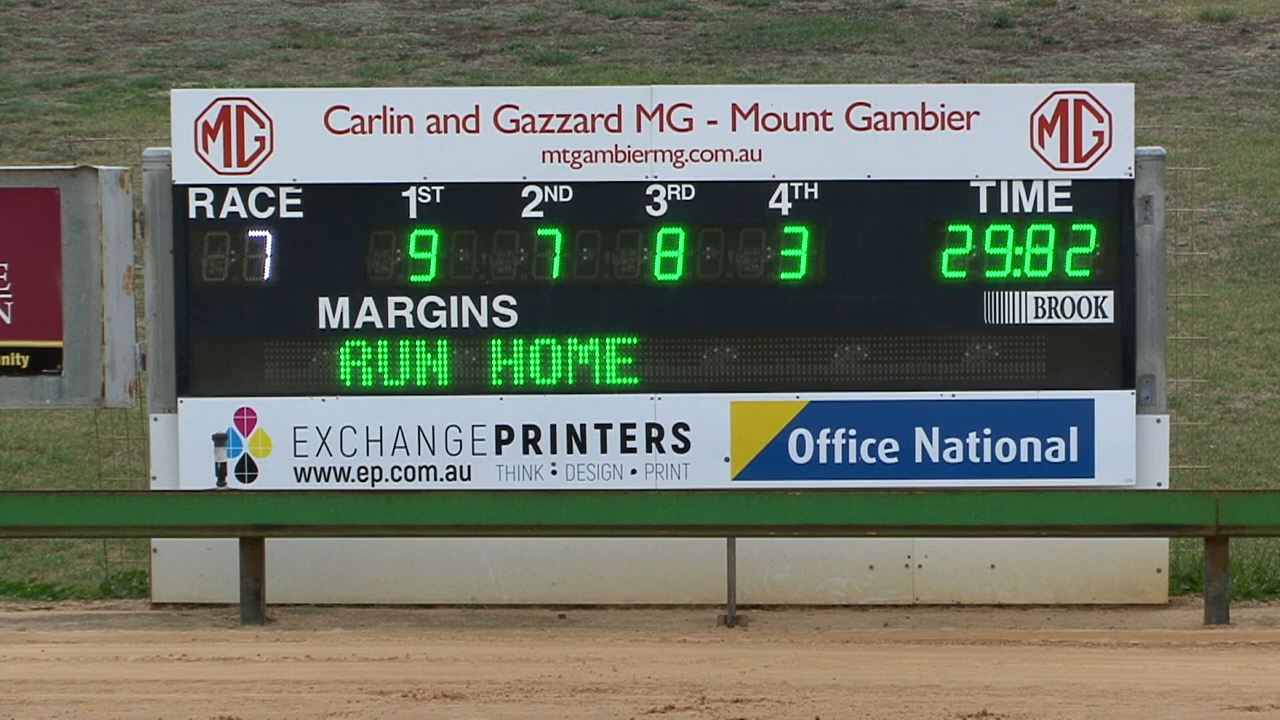 MG Carlin and Gazzard MG - Mount Gambier MG
mtgambiermg.com.au
RACE 1ST 2ND 3RD 4TH TIME
7 9 7 8 3 29:82
MARGINS BROOK
RUN HOME
EXCHANGEPRINTERS
www.ep.com.au THINK • DESIGN • PRINT
Office National
E
N
nity